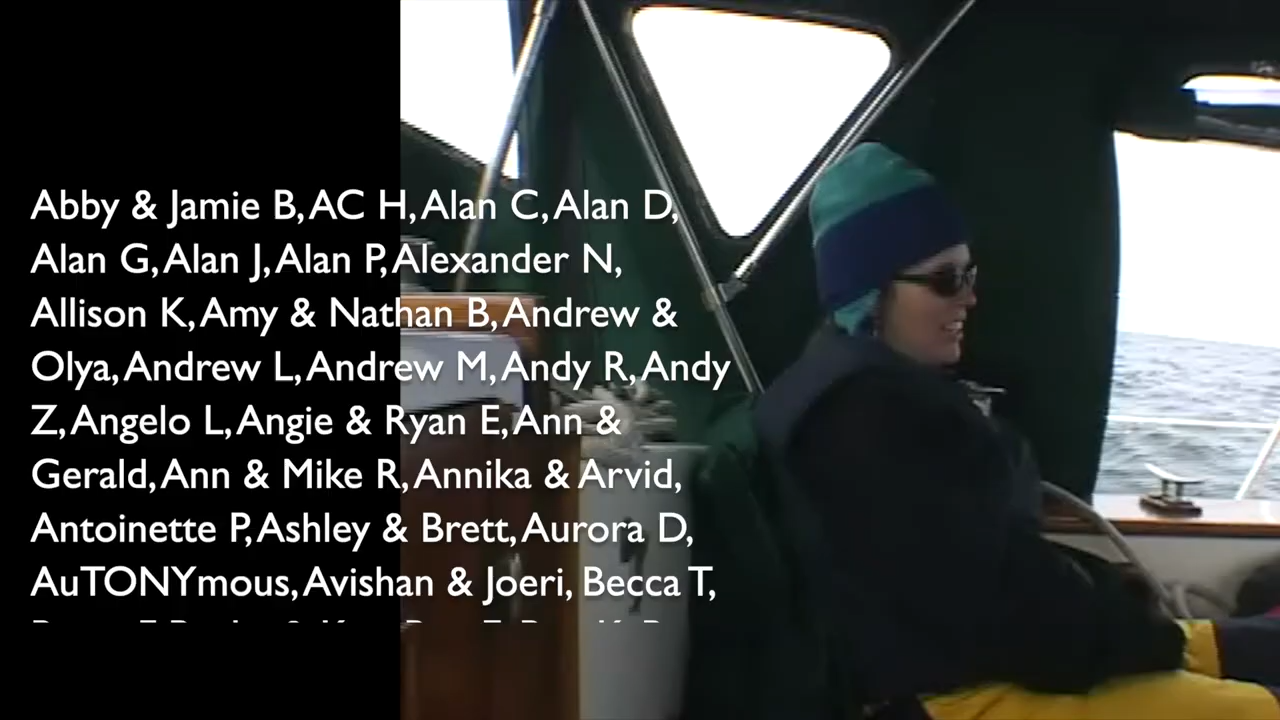 Abby & Jamie B, AC H, Alan C, Alan D,
Alan G, Alan J, Alan P, Alexander N,
Allison K, Amy & Nathan B, Andrew &
Olya, Andrew L, Andrew M, Andy R, Andy
Z, Angelo L, Angie & Ryan E, Ann &
Gerald, Ann & Mike R, Annika & Arvid,
Antoinette P, Ashley & Brett, Aurora D,
AuTONYmous, Avishan & Joeri, Becca T,